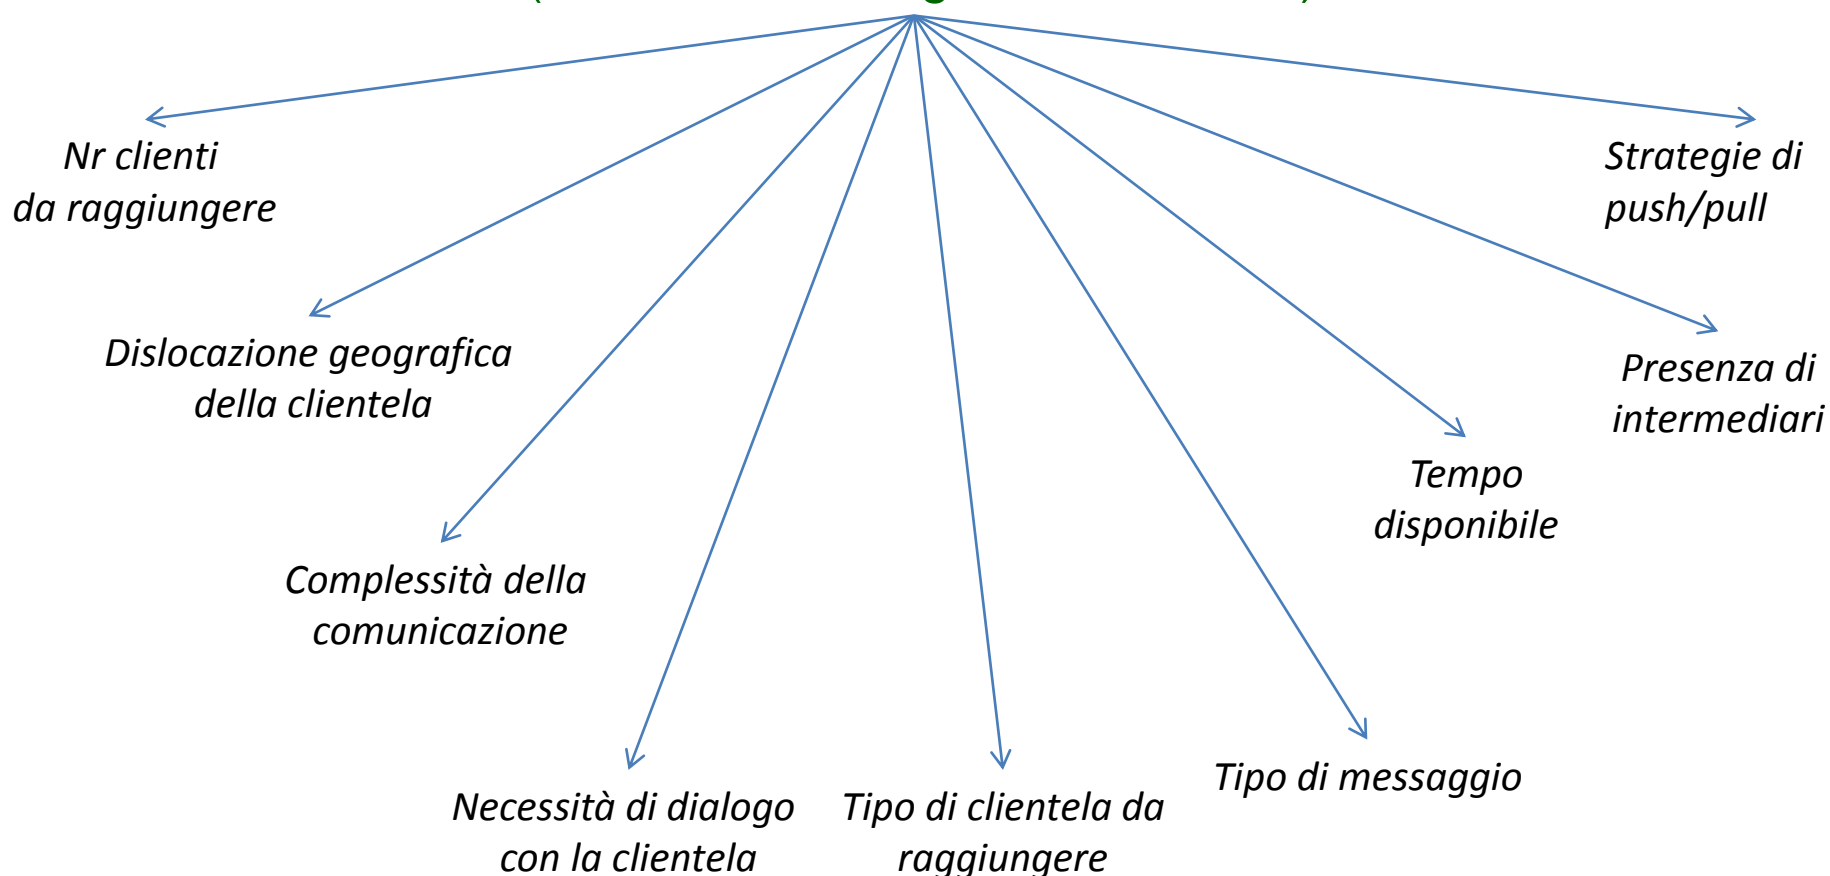 Nr clienti
da raggiungere
Strategie di
push/pull
Dislocazione geografica
della clientela
Presenza di
intermediari
Tempo
disponibile
Complessità della
comunicazione
Tipo di messaggio
Necessità di dialogo
con la clientela
Tipo di clientela da
raggiungere